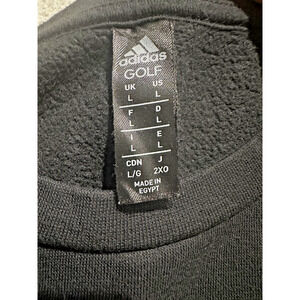 adidas
GOLF
UK US
L L
F D
L L
I E
L L
CDN J
L/G 2XO
MADE IN
EGYPT